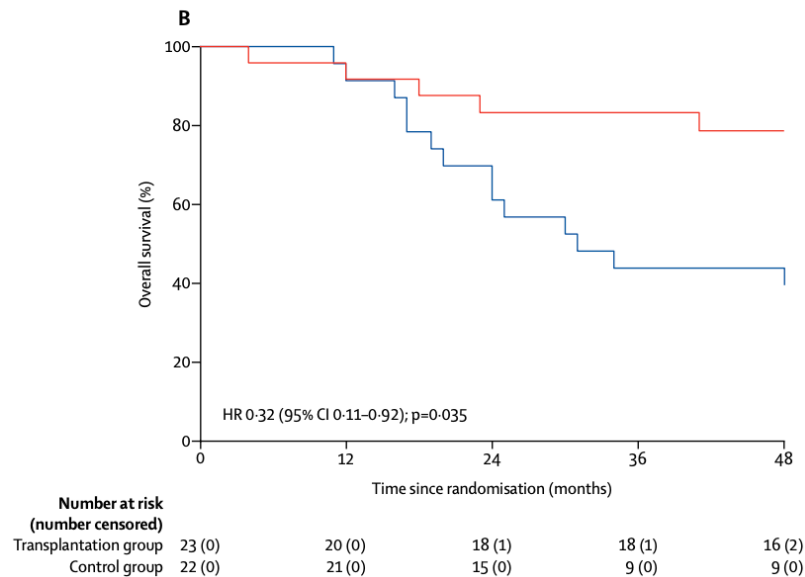 B
100
80
60
40
20
0
Overall survival (%)
HR 0·32 (95% CI 0·11–0·92); p=0·035
0 12 24 36 48
Time since randomisation (months)
Number at risk
(number censored)
Transplantation group 23 (0) 20 (0) 18 (1) 18 (1) 16 (2)
Control group 22 (0) 21 (0) 15 (0) 9 (0) 9 (0)